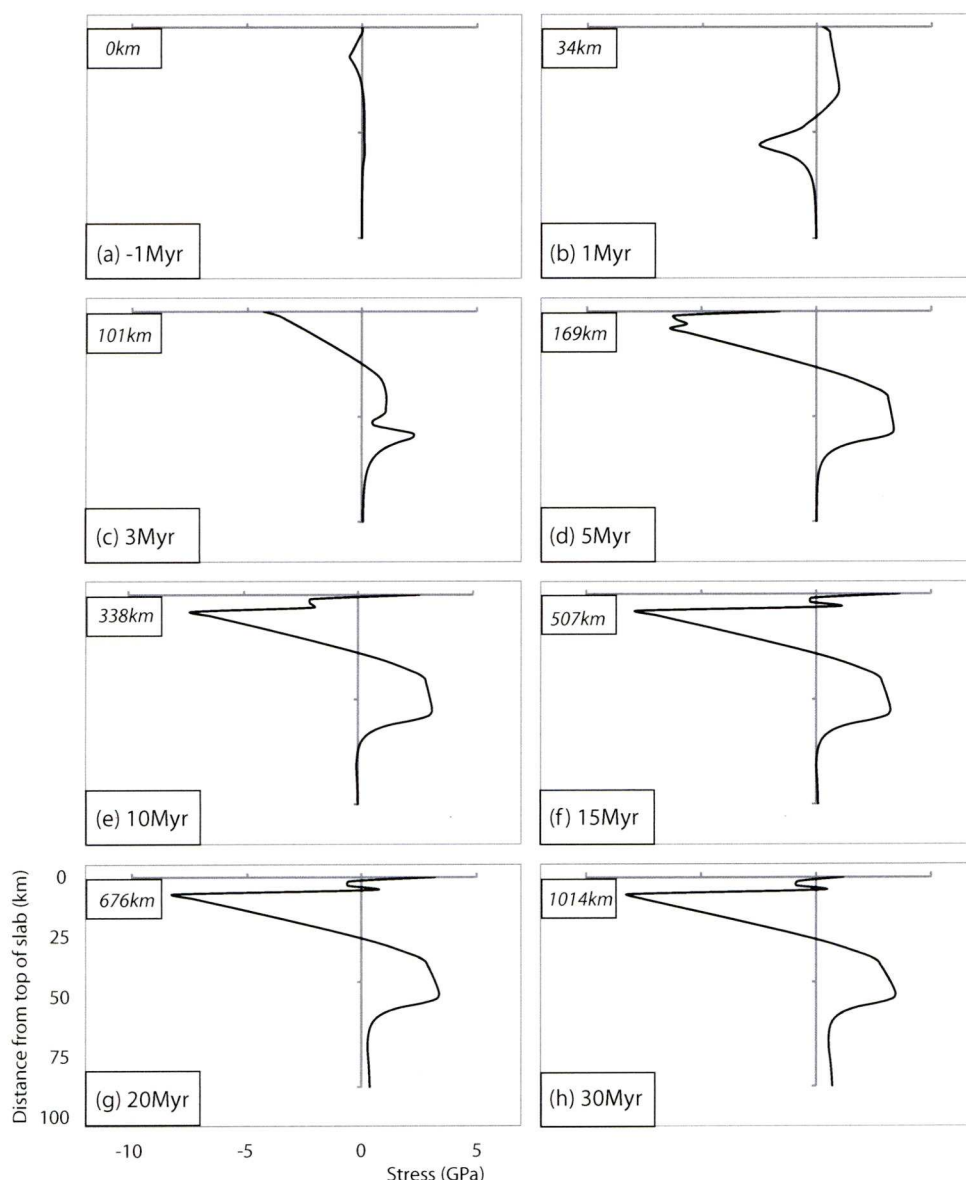 0km
34km
(a) -1Myr
(b) 1Myr
101km
169km
(c) 3Myr
(d) 5Myr
338km
507km
(e) 10Myr
(f) 15Myr
0
676km
1014km
25
50
75
100
Distance from top of slab (km)
(g) 20Myr
(h) 30Myr
-10
-5
0
5
Stress (GPa)